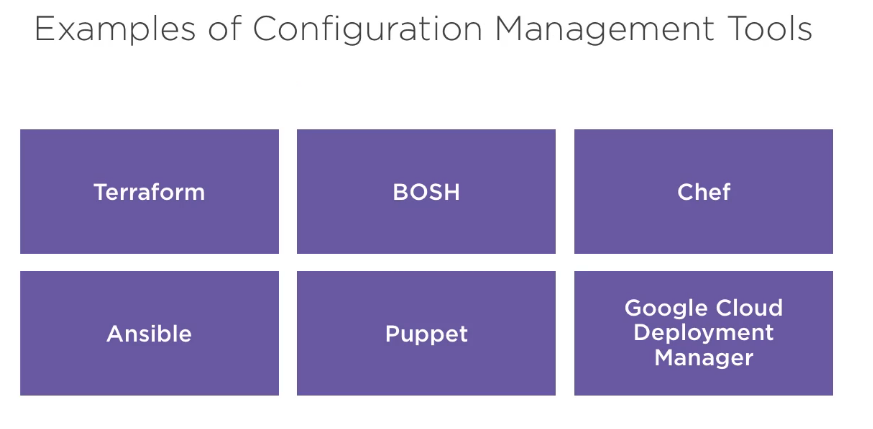 Examples of Configuration Management Tools
Terraform
BOSH
Chef
Ansible
Puppet
Google Cloud
Deployment
Manager